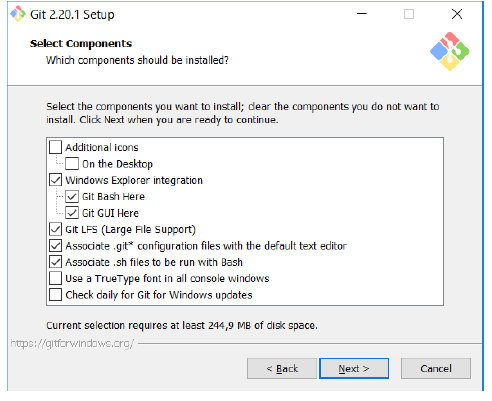 Git 2.20.1 Setup
Select Components
Which components should be installed?
Select the components you want to install; clear the components you do not want to
install. Click Next when you are ready to continue.
Additional icons
On the Desktop
Windows Explorer integration
Git Bash Here
Git GUI Here
Git LFS (Large File Support)
Associate .git* configuration files with the default text editor
Associate .sh files to be run with Bash
Use a TrueType font in all console windows
Check daily for Git for Windows updates
Current selection requires at least 244,9 MB of disk space.
https://gitforwindows.org/
< Back
Next >
Cancel